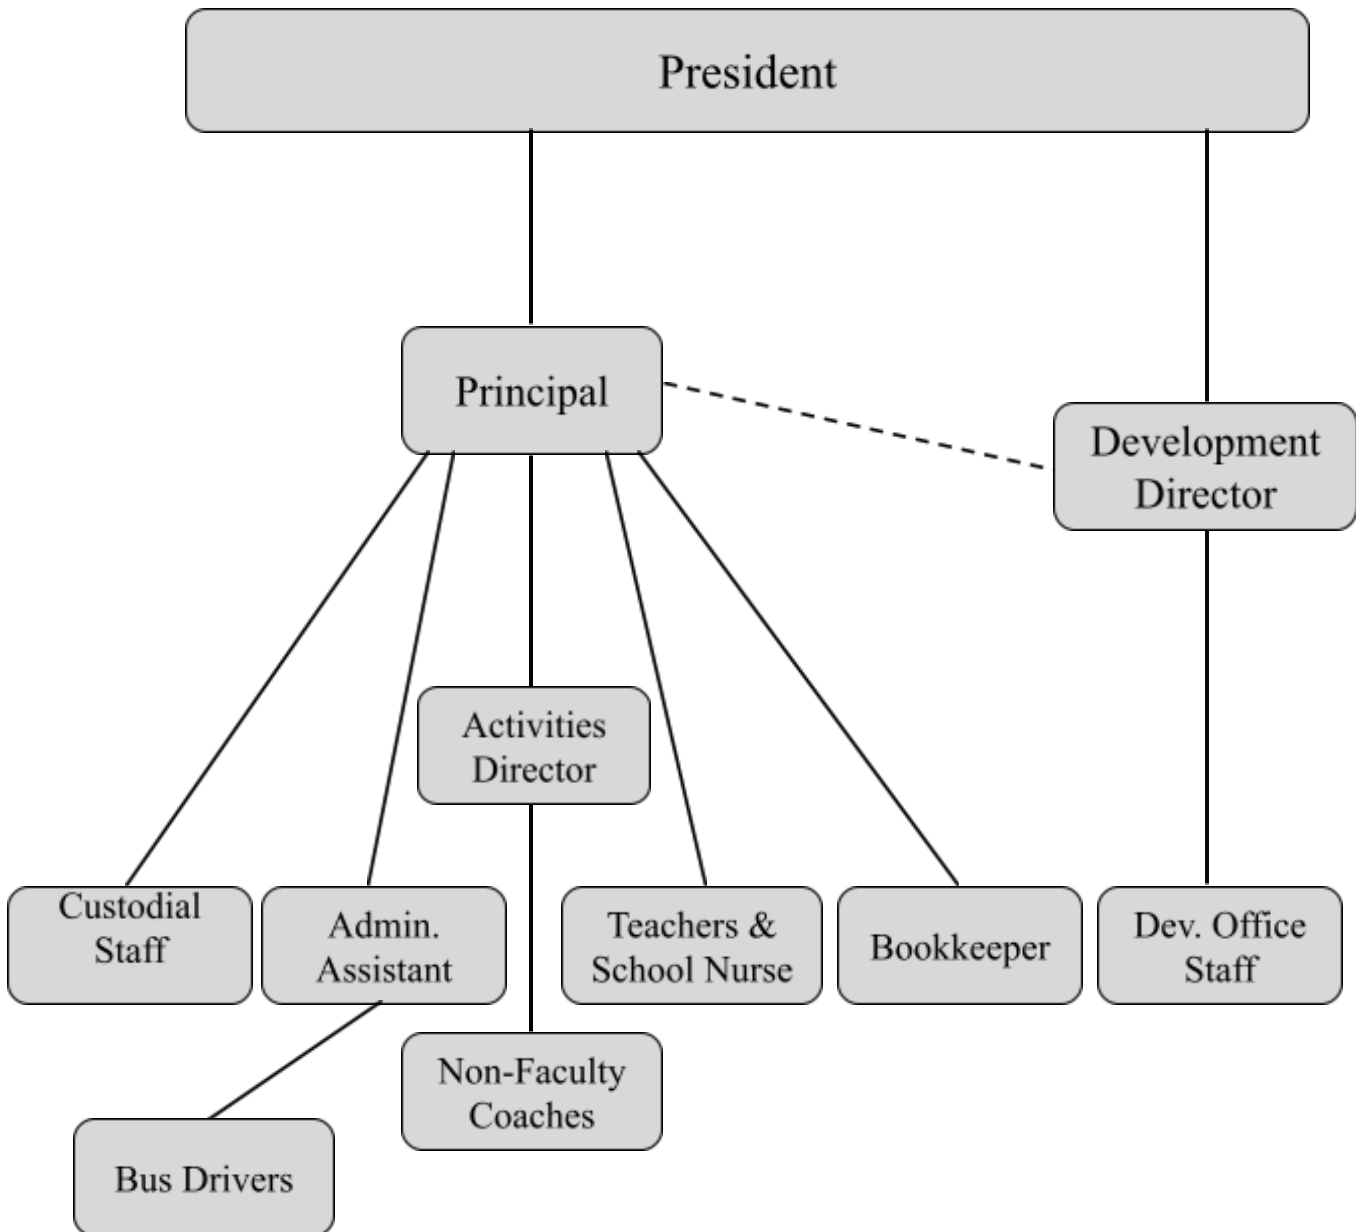 President
Principal
Development
Director
Activities
Director
Custodial
Staff
Admin.
Assistant
Teachers &
School Nurse
Bookkeeper
Dev. Office
Staff
Non-Faculty
Coaches
Bus Drivers